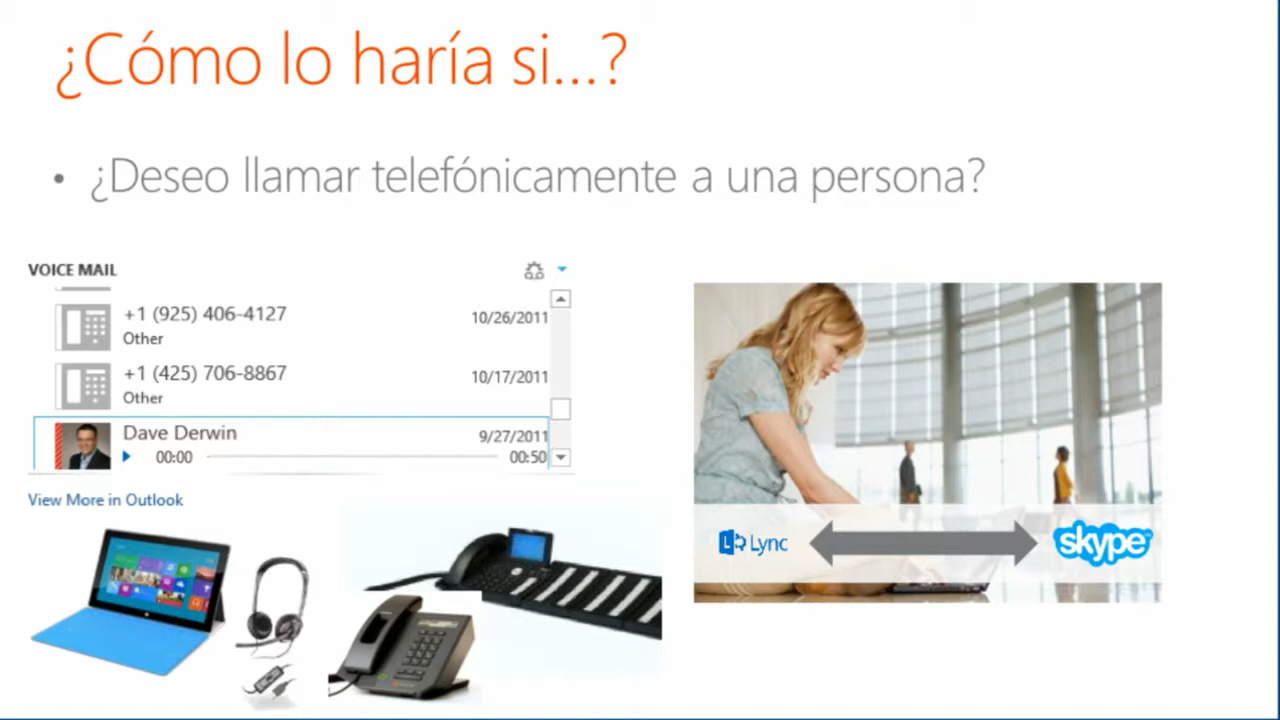 ¿Cómo lo haría si...?
• ¿Deseo llamar telefónicamente a una persona?
VOICE MAIL
+1 (925) 406-4127
10/26/2011
Other
+1 (425) 706-8867
10/17/2011
Other
Dave Derwin
9/27/2011
00:00
00:50
View More in Outlook
Lync
skype